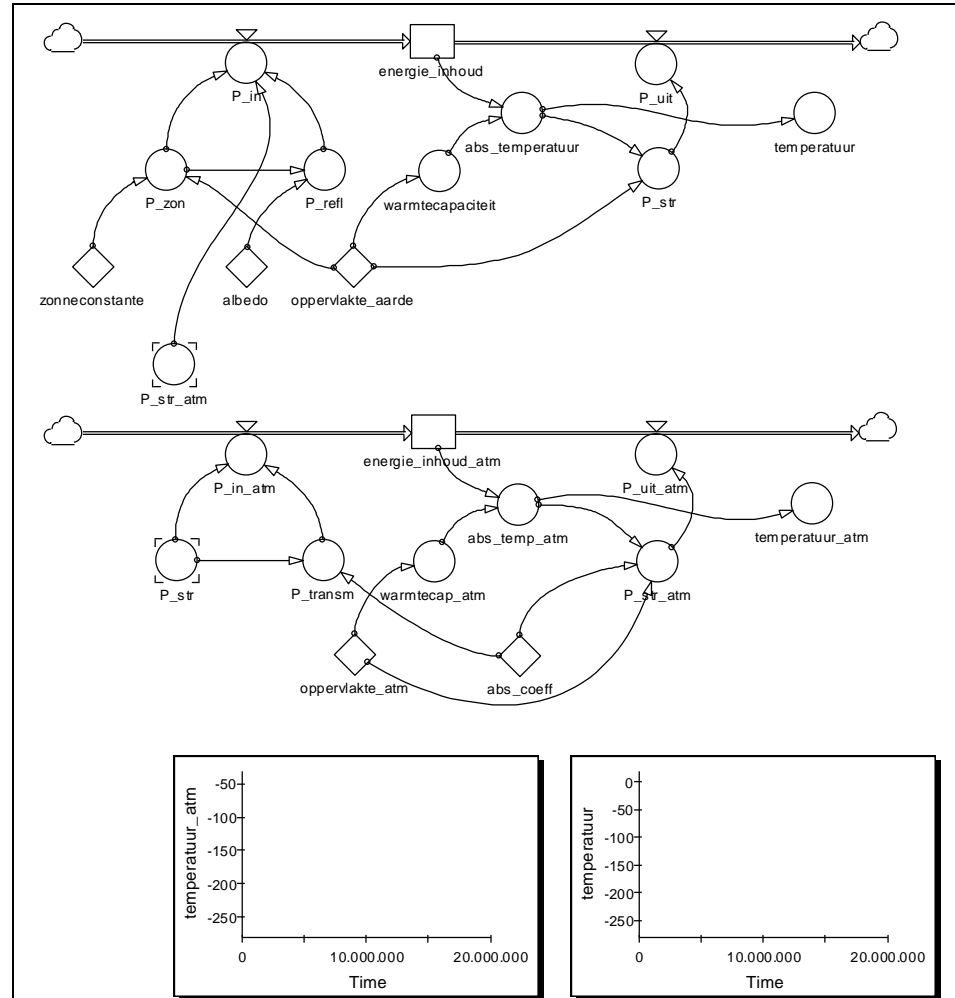 P_in
energie_inhoud
P_uit
abs_temperatuur
temperatuur
P_zon
P_refl
warmtecapaciteit
P_str
zonneconstante
albedo
oppervlakte_aarde
P_str_atm
energie_inhoud_atm
P_in_atm
P_uit_atm
abs_temp_atm
temperatuur_atm
P_str
P_transm
warmtecap_atm
P_str_atm
oppervlakte_atm
abs_coeff
temperatuur_atm
-50
-100
-150
-200
-250
0
10.000.000
20.000.000
Time
temperatuur
0
-50
-100
-150
-200
-250
0
10.000.000
20.000.000
Time